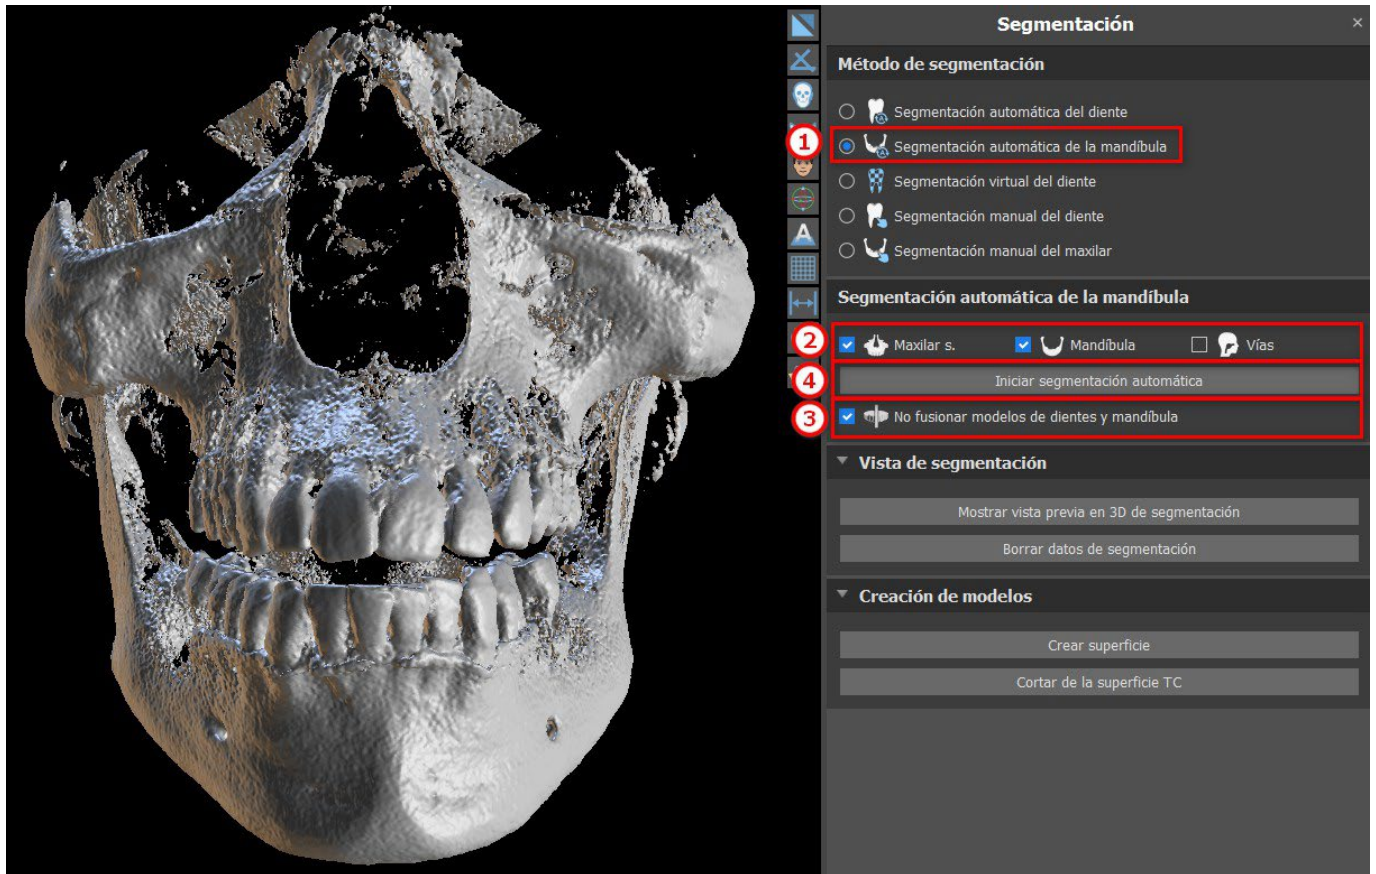 Segmentación ×
Método de segmentación
Segmentación automática del diente
1 Segmentación automática de la mandíbula
Segmentación virtual del diente
Segmentación manual del diente
Segmentación manual del maxilar
Segmentación automática de la mandíbula
2 Maxilar s. Mandíbula Vías
4 Iniciar segmentación automática
3 No fusionar modelos de dientes y mandíbula
Vista de segmentación
Mostrar vista previa en 3D de segmentación
Borrar datos de segmentación
Creación de modelos
Crear superficie
Cortar de la superficie TC